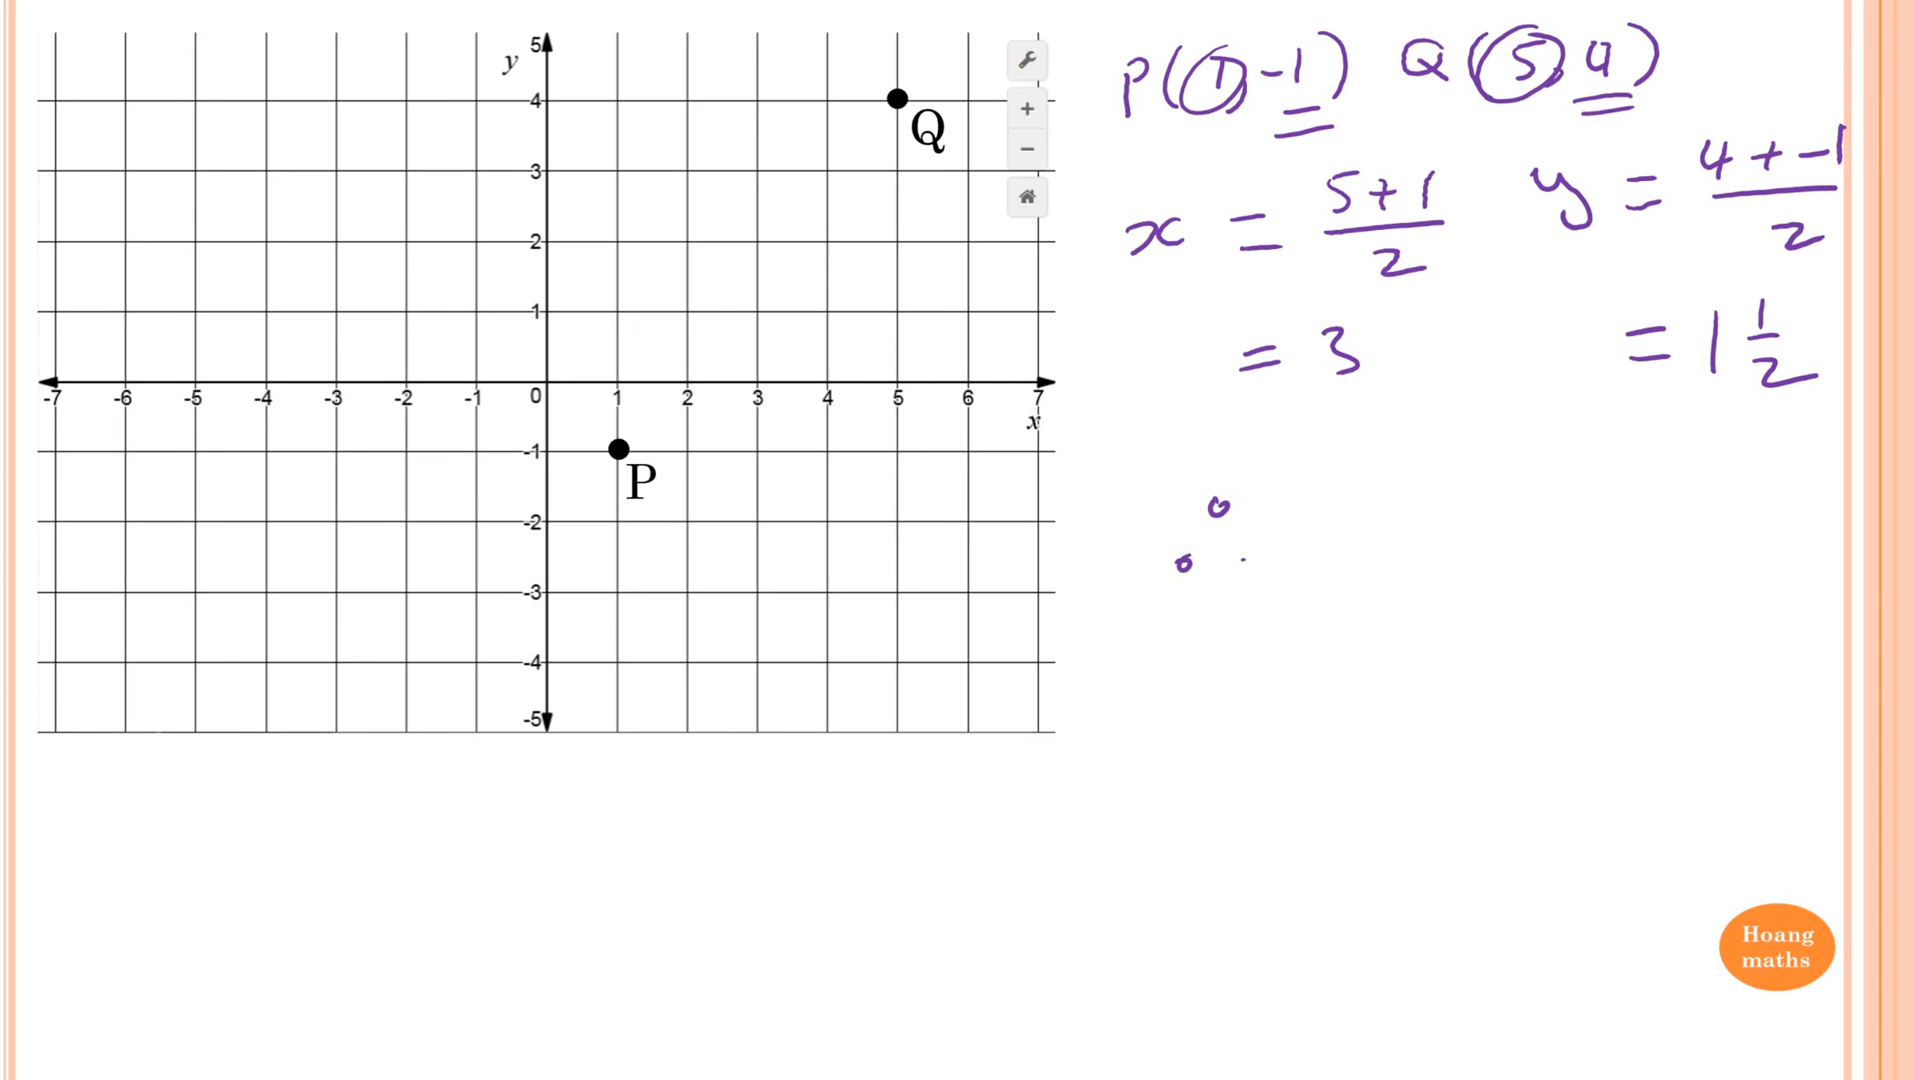 y
5
4
3
2
1
-7 -6 -5 -4 -3 -2 -1 0 1 2 3 4 5 6 7
x
-1
-2
-3
-4
-5
Q
P
+
−
P(1,-1) Q(5,4)
x = 5+1/2 y = 4+-1/2
= 3 = 1 1/2
∴
Hoang
maths